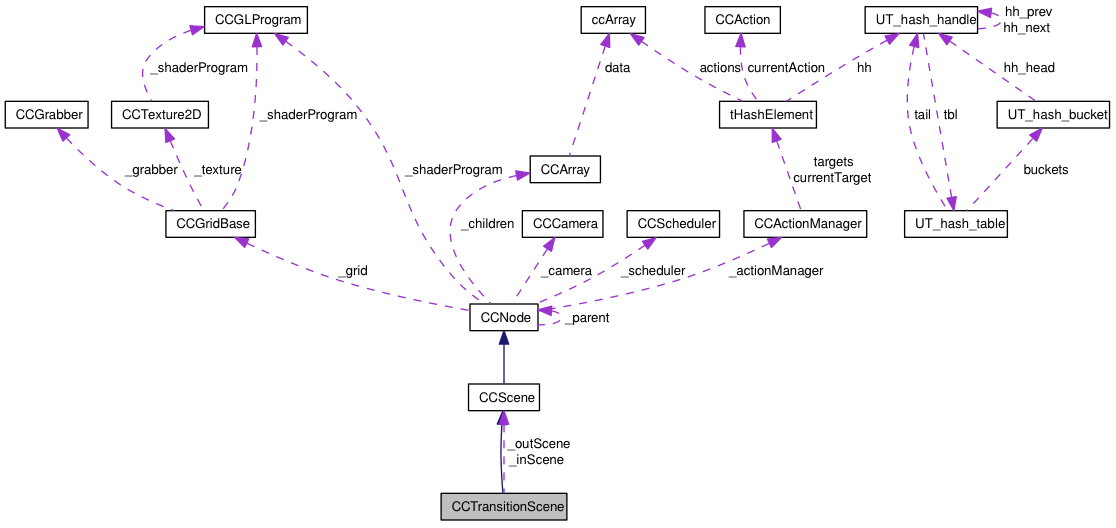 CCGLProgram
ccArray
CCAction
UT_hash_handle
hh_prev
hh_next
_shaderProgram
data
actions
currentAction
hh
hh_head
CCGrabber
CCTexture2D
_shaderProgram
tHashElement
tail
tbl
UT_hash_bucket
_grabber
_texture
_shaderProgram
CCArray
targets
currentTarget
buckets
CCGridBase
_children
CCCamera
CCScheduler
CCActionManager
UT_hash_table
_grid
_camera
_scheduler
_actionManager
CCNode
_parent
CCScene
_outScene
_inScene
CCTransitionScene